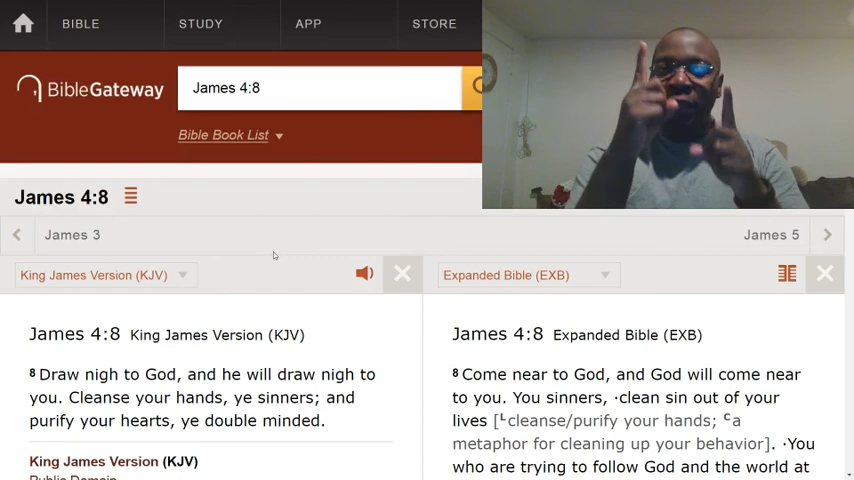 BIBLE STUDY APP STORE
BibleGateway
James 4:8
Bible Book List
James 4:8
James 3
James 5
King James Version (KJV)
Expanded Bible (EXB)
James 4:8 King James Version (KJV)
8 Draw nigh to God, and he will draw nigh to
you. Cleanse your hands, ye sinners; and
purify your hearts, ye double minded.
King James Version (KJV)
Public Domain
James 4:8 Expanded Bible (EXB)
8 Come near to God, and God will come near
to you. You sinners, ·clean sin out of your
lives [Lcleanse/purify your hands; Ca
metaphor for cleaning up your behavior]. ·You
who are trying to follow God and the world at